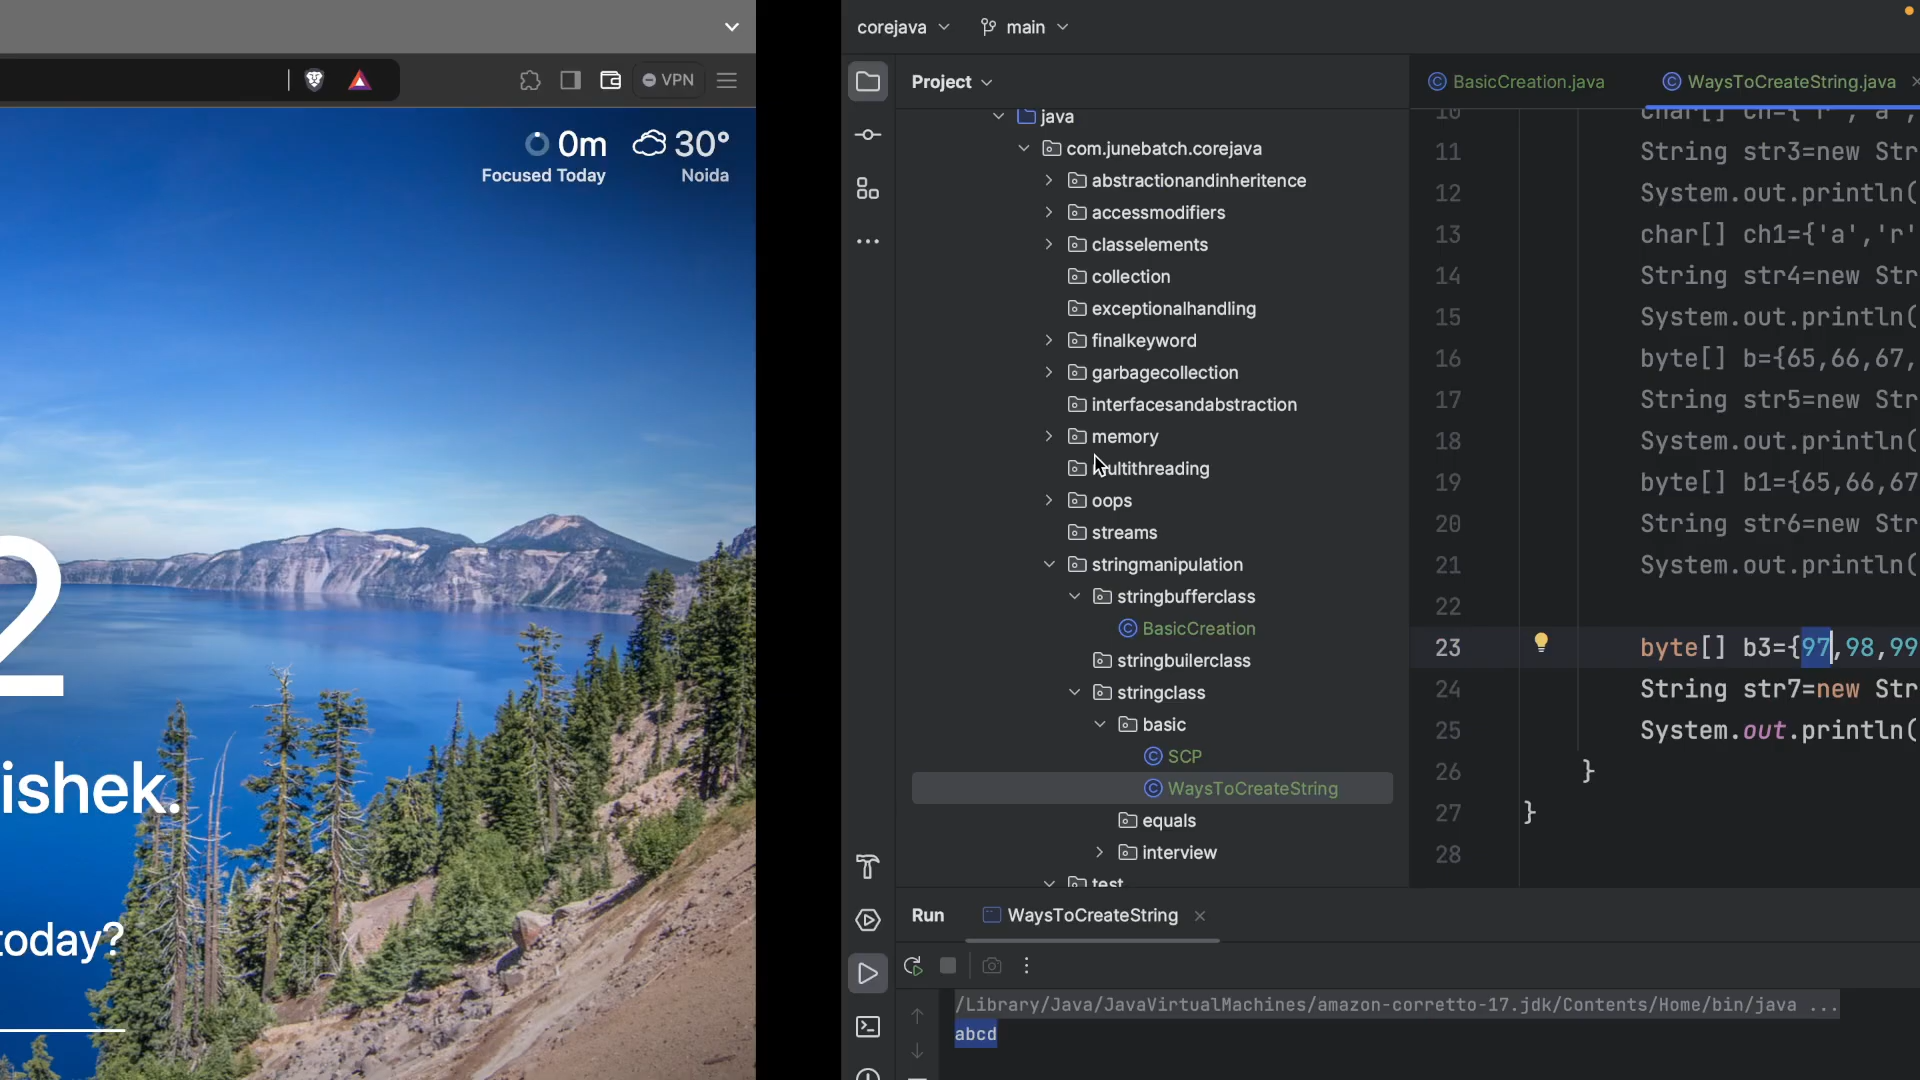 VPN
0m
30°
Focused Today
Noida
2
ishek.
today?
corejava
main
Project
java
com.junebatch.corejava
abstractionandinheritence
accessmodifiers
classelements
collection
exceptionalhandling
finalkeyword
garbagecollection
interfacesandabstraction
memory
multithreading
oops
streams
stringmanipulation
stringbufferclass
BasicCreation
stringbuilerclass
stringclass
basic
SCP
WaysToCreateString
equals
interview
test
BasicCreation.java
WaysToCreateString.java
10 char[] ch={'r','a',
11 String str3=new Str
12 System.out.println(
13 char[] ch1={'a','r'
14 String str4=new Str
15 System.out.println(
16 byte[] b={65,66,67,
17 String str5=new Str
18 System.out.println(
19 byte[] b1={65,66,67
20 String str6=new Str
21 System.out.println(
22
23 byte[] b3={97,98,99
24 String str7=new Str
25 System.out.println(
26 }
27 }
28
Run
WaysToCreateString
/Library/Java/JavaVirtualMachines/amazon-corretto-17.jdk/Contents/Home/bin/java ...
abcd